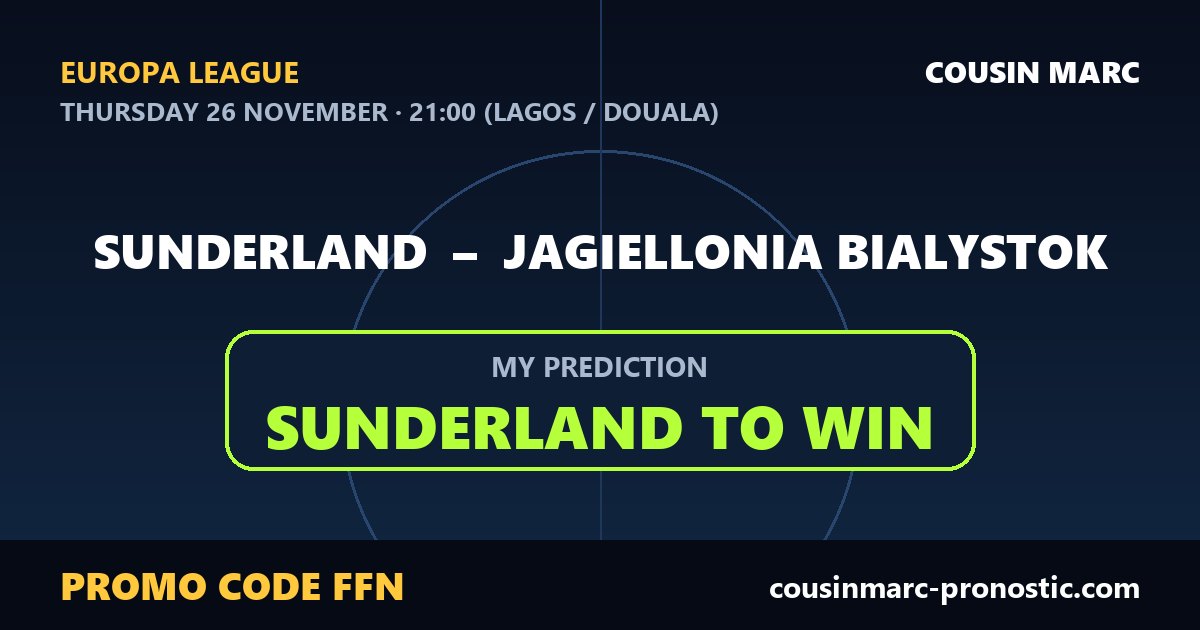 EUROPA LEAGUE
COUSIN MARC
THURSDAY 26 NOVEMBER · 21:00 (LAGOS / DOUALA)
SUNDERLAND – JAGIELLONIA BIALYSTOK
MY PREDICTION
SUNDERLAND TO WIN
PROMO CODE FFN
cousinmarc-pronostic.com